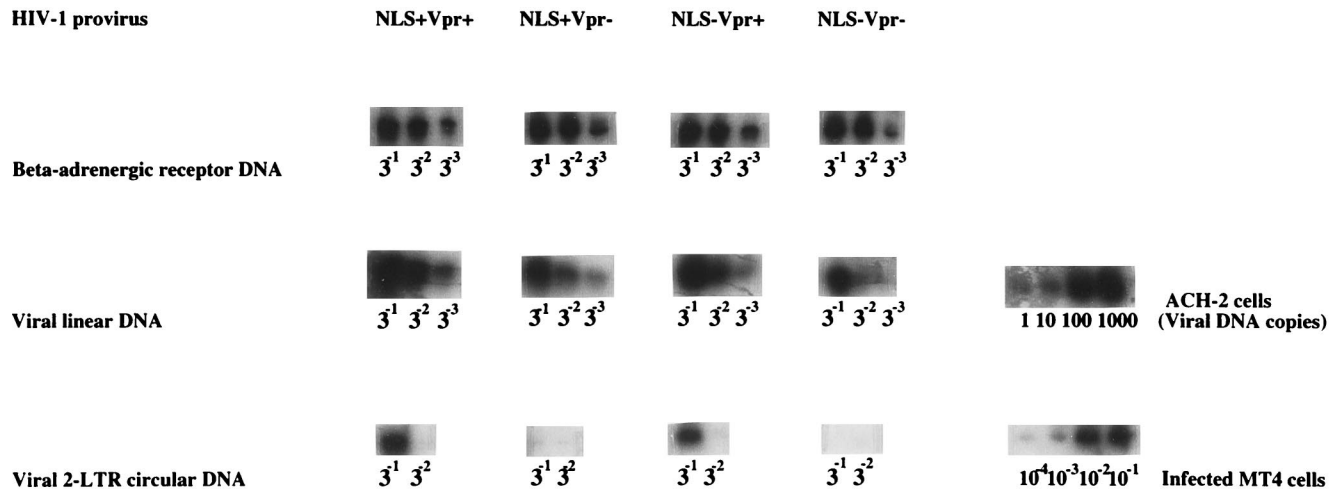 HIV-1 provirus NLS+Vpr+ NLS+Vpr- NLS-Vpr+ NLS-Vpr-
3-1 3-2 3-3 3-1 3-2 3-3 3-1 3-2 3-3 3-1 3-2 3-3
Beta-adrenergic receptor DNA
ACH-2 cells
3-1 3-2 3-3 3-1 3-2 3-3 3-1 3-2 3-3 3-1 3-2 3-3 1 10 100 1000 (Viral DNA copies)
Viral linear DNA
3-1 3-2 3-1 3-2 3-1 3-2 3-1 3-2 10-4 10-3 10-2 10-1
Viral 2-LTR circular DNA Infected MT4 cells